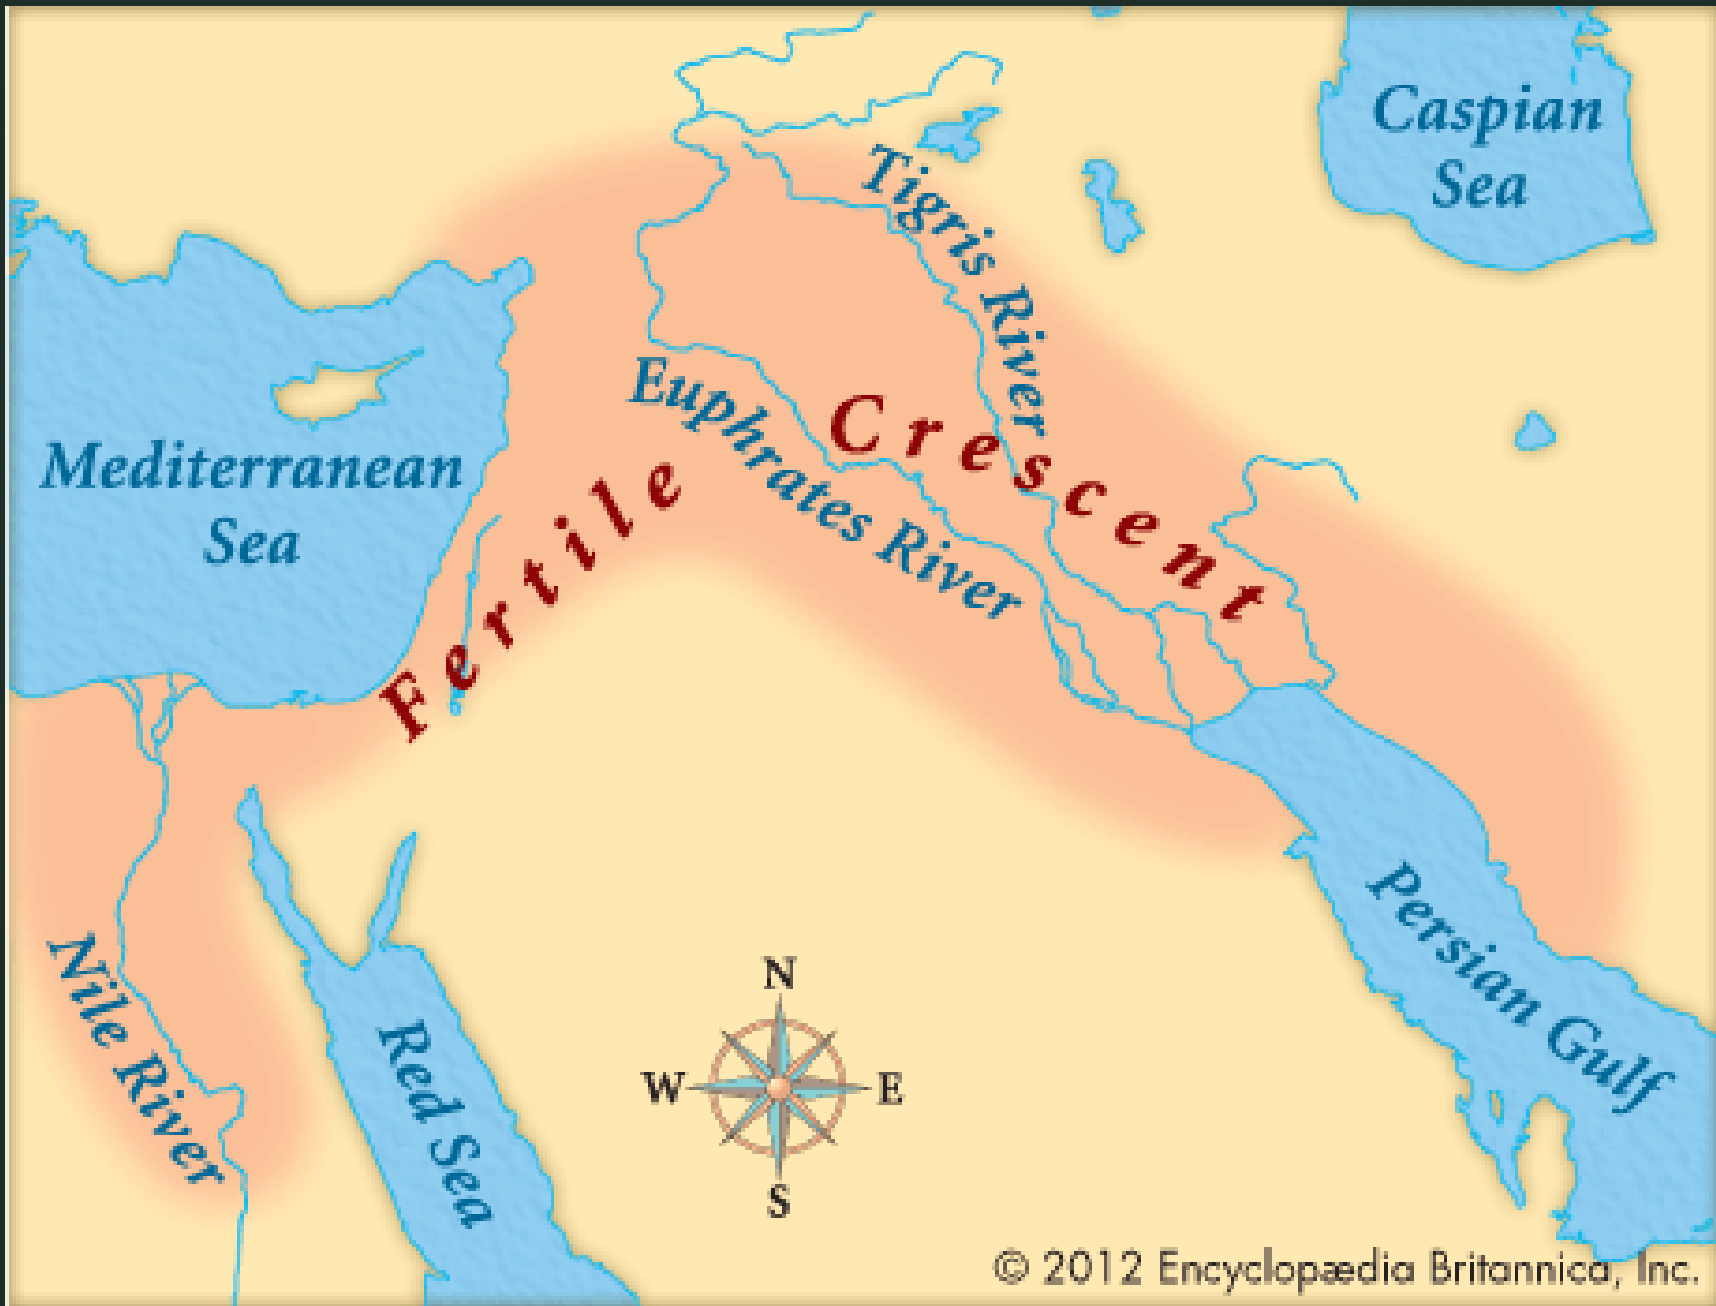 Caspian
Sea
Tigris River
Euphrates River
Fertile Crescent
Mediterranean
Sea
Nile River
Red Sea
Persian Gulf
N
W
E
S
© 2012 Encyclopædia Britannica, Inc.